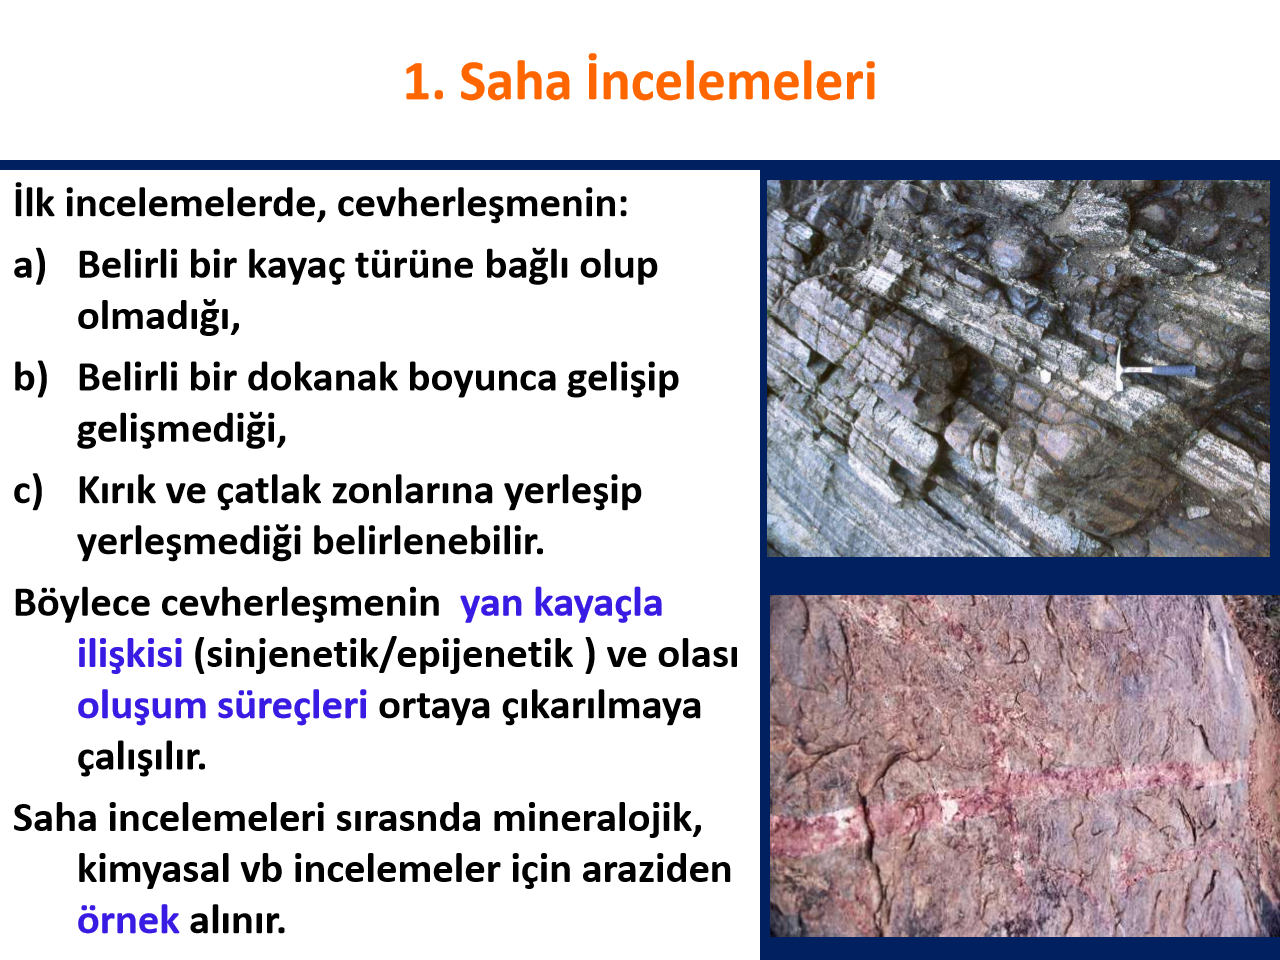 1. Saha İncelemeleri
İlk incelemelerde, cevherleşmenin:
a) Belirli bir kayaç türüne bağlı olup
olmadığı,
b) Belirli bir dokanak boyunca gelişip
gelişmediği,
c) Kırık ve çatlak zonlarına yerleşip
yerleşmediği belirlenebilir.
Böylece cevherleşmenin yan kayaçla
ilişkisi (sinjenetik/epijenetik ) ve olası
oluşum süreçleri ortaya çıkarılmaya
çalışılır.
Saha incelemeleri sırasnda mineralojik,
kimyasal vb incelemeler için araziden
örnek alınır.